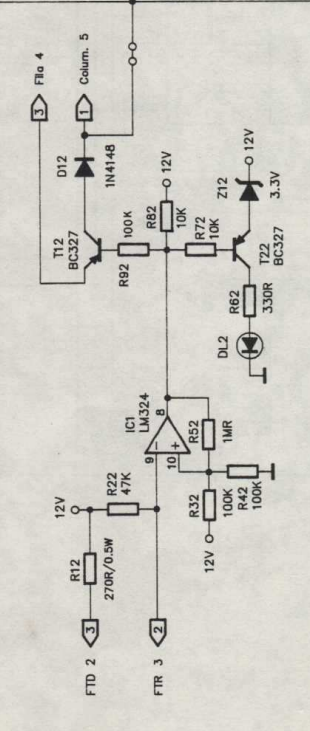 Fila 4
3
Colum. 5
1
D12
1N4148
T12
BC327
R92
100K
R82
10K
12V
R72
10K
Z12
3.3V
12V
T22
BC327
R62
330R
DL2
IC1
LM324
8
9
10
-
+
R52
1MR
R32
100K
R42
100K
12V
12V
R22
47K
R12
270R/0.5W
FTD 2
3
FTR 3
2